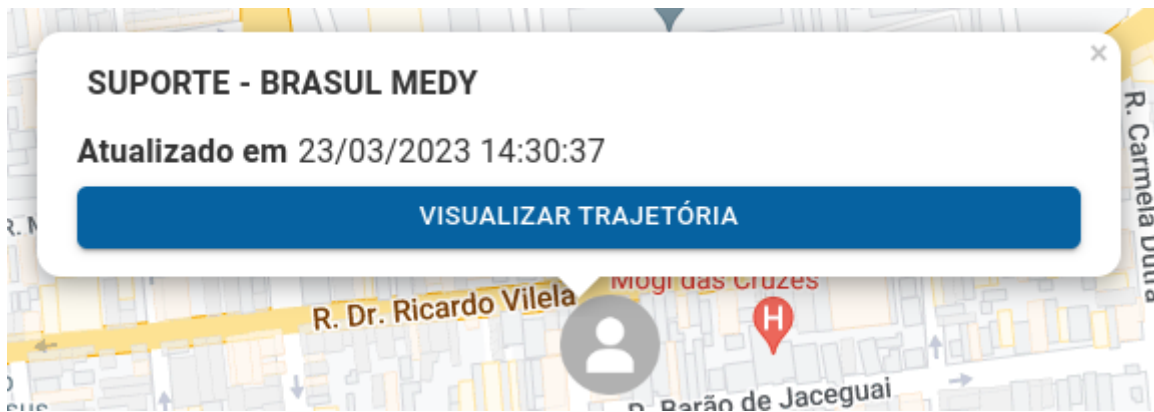 SUPORTE - BRASUL MEDY
×
Atualizado em 23/03/2023 14:30:37
VISUALIZAR TRAJETÓRIA
R. Carmela Dutra
Mogi das Cruzes
R. Dr. Ricardo Vilela
H
R. Barão de Jaceguai